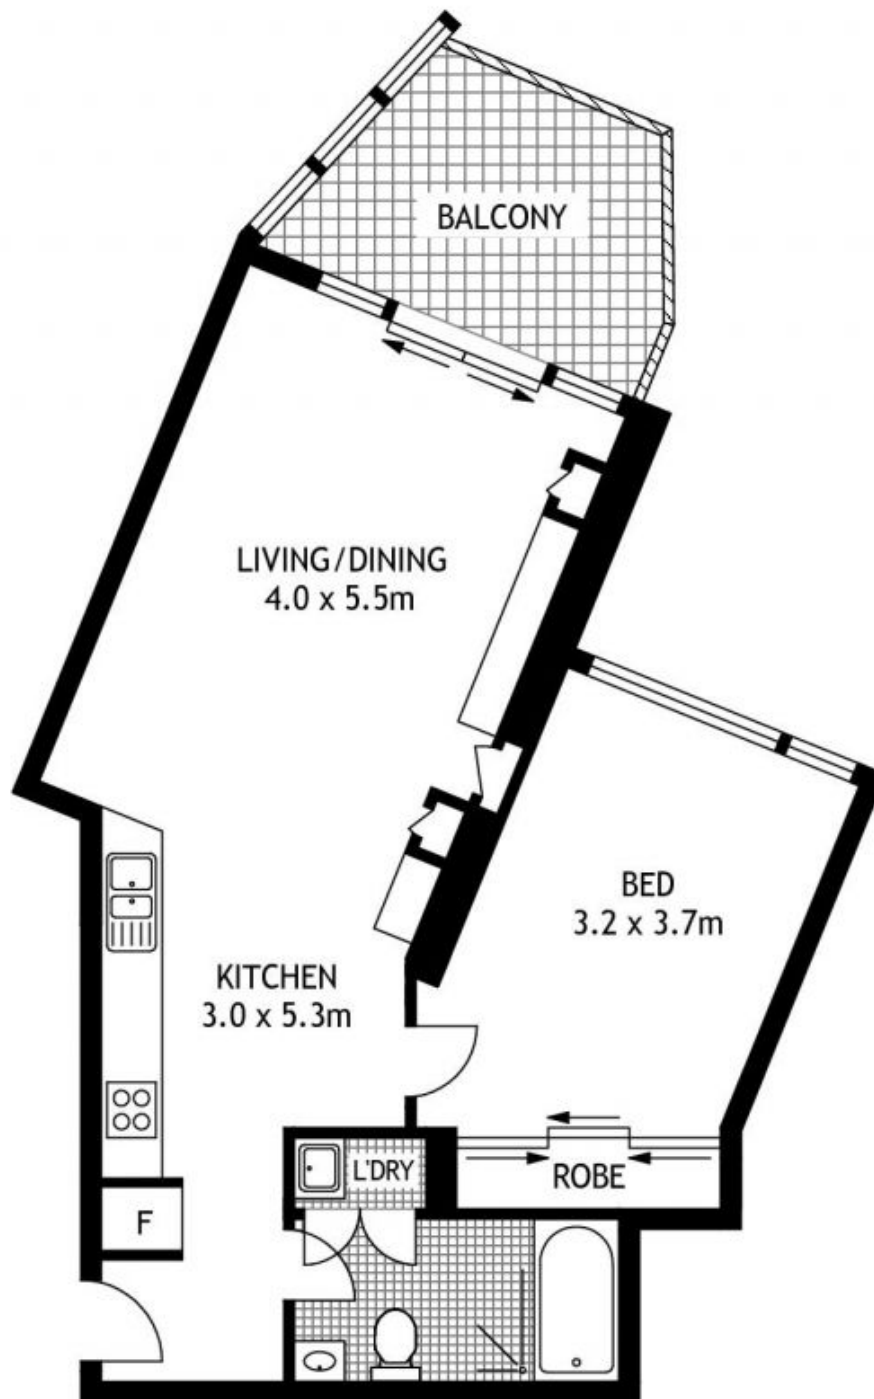 BALCONY
LIVING/DINING
4.0 x 5.5m
BED
3.2 x 3.7m
KITCHEN
3.0 x 5.3m
L'DRY
ROBE
F